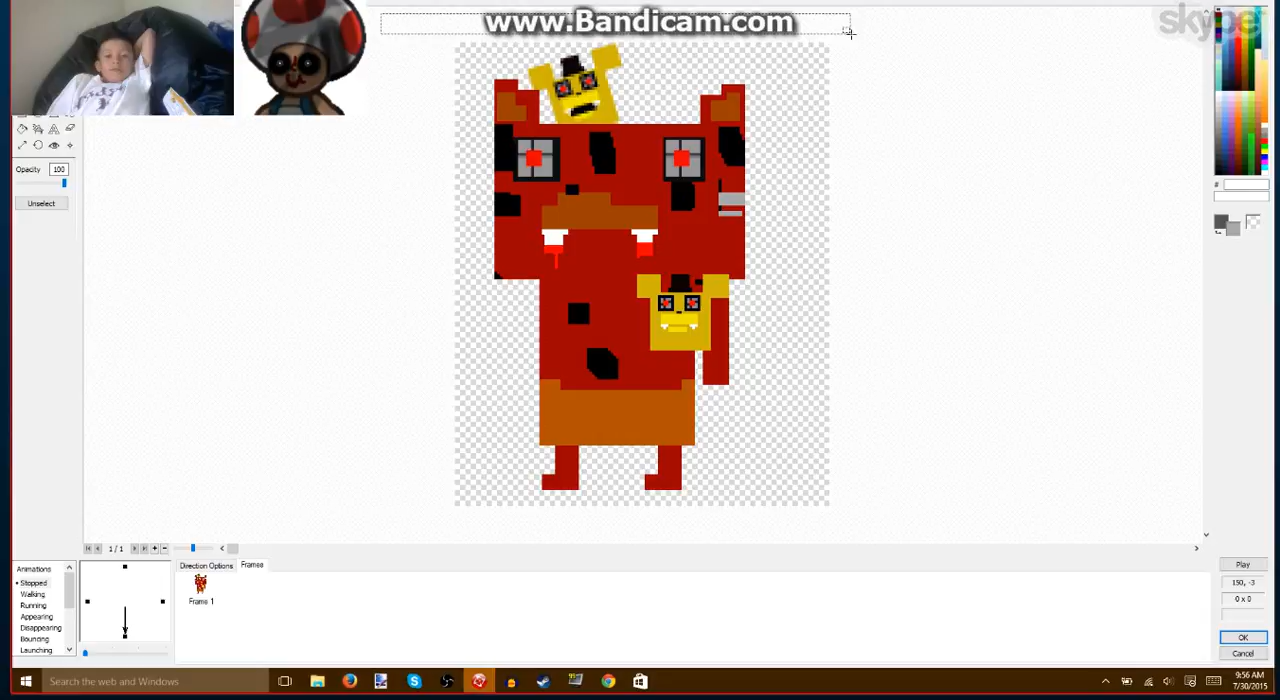 www.Bandicam.com
skype
Opacity 100
Unselect
#
1 / 1
Animations
Stopped
Walking
Running
Appearing
Disappearing
Bouncing
Launching
Direction Options
Frames
Frame 1
Play
150, -3
0 x 0
OK
Cancel
Search the web and Windows
9:56 AM
7/30/2015